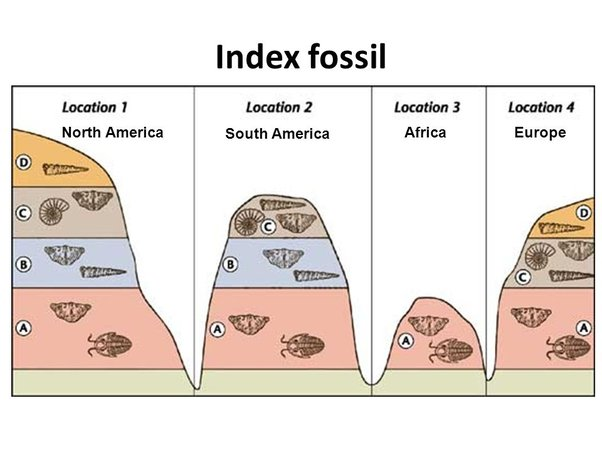 Index fossil
Location 1
Location 2
Location 3
Location 4
North America
South America
Africa
Europe
D
C
B
A
C
B
A
A
D
C
A